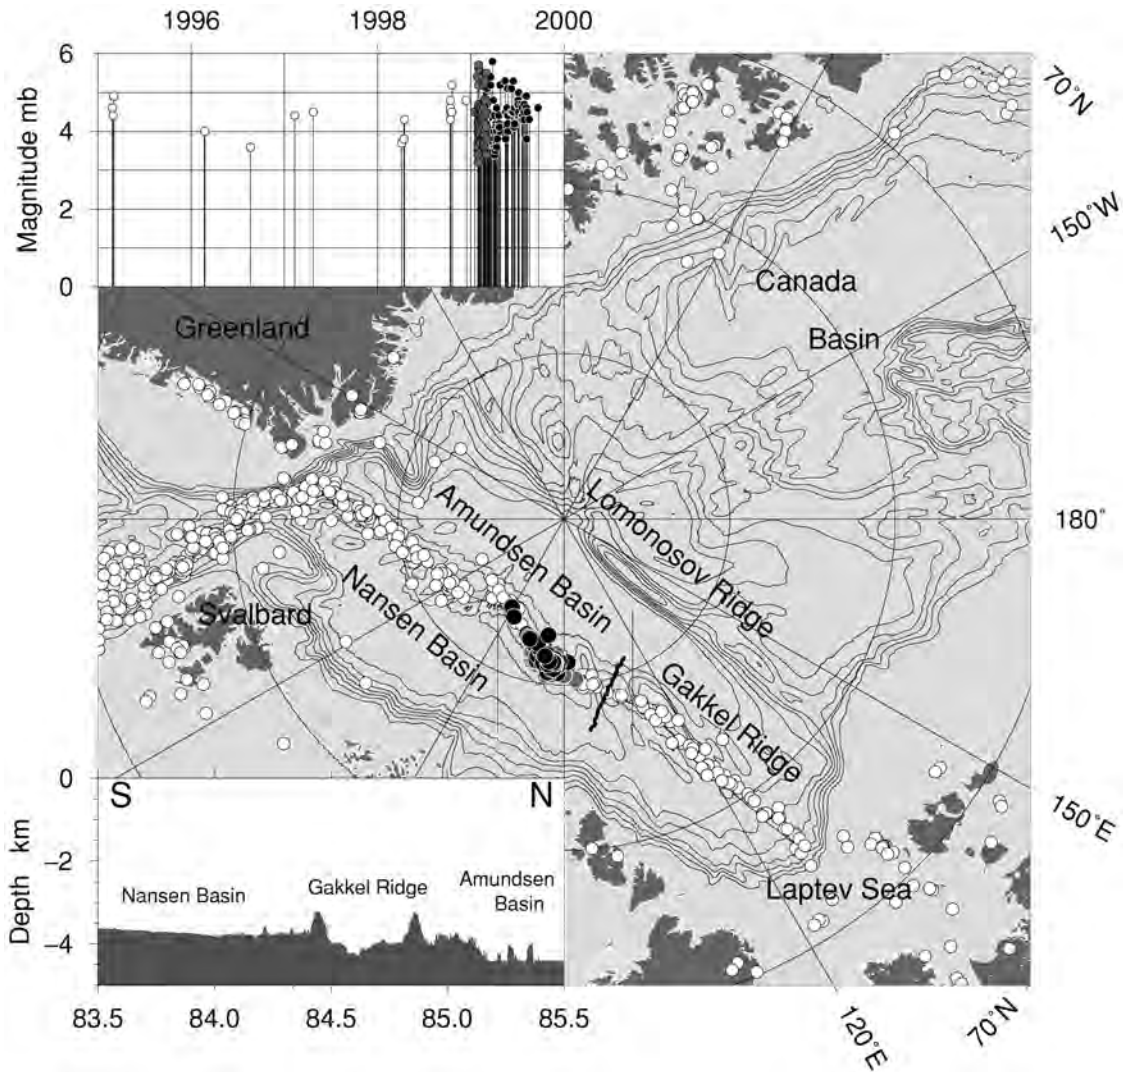 1996 1998 2000
6
4
2
0
Magnitude mb
70°N
150°W
180°
150°E
70°N
120°E
Canada
Basin
Greenland
Lomonosov Ridge
Amundsen Basin
Nansen Basin
Svalbard
Gakkel Ridge
Laptev Sea
0
−2
−4
Depth km
S N
Nansen Basin
Gakkel Ridge
Amundsen
Basin
83.5 84.0 84.5 85.0 85.5